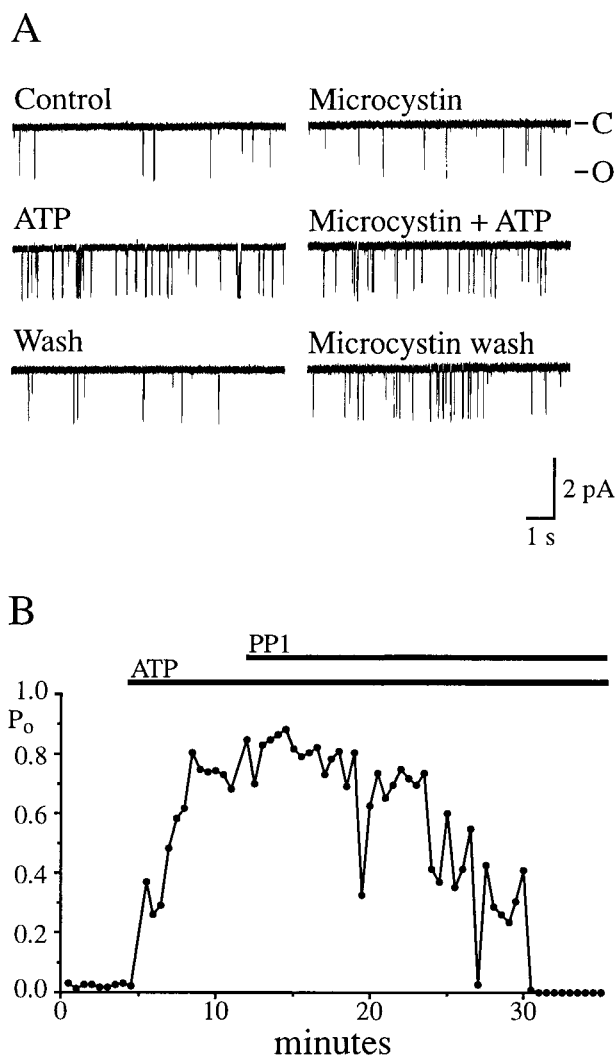 A
Control Microcystin
–C
–O
ATP Microcystin + ATP
Wash Microcystin wash
2 pA
1 s
B
PP1
ATP
1.0
Po
0.8
0.6
0.4
0.2
0.0
0 10 20 30
minutes